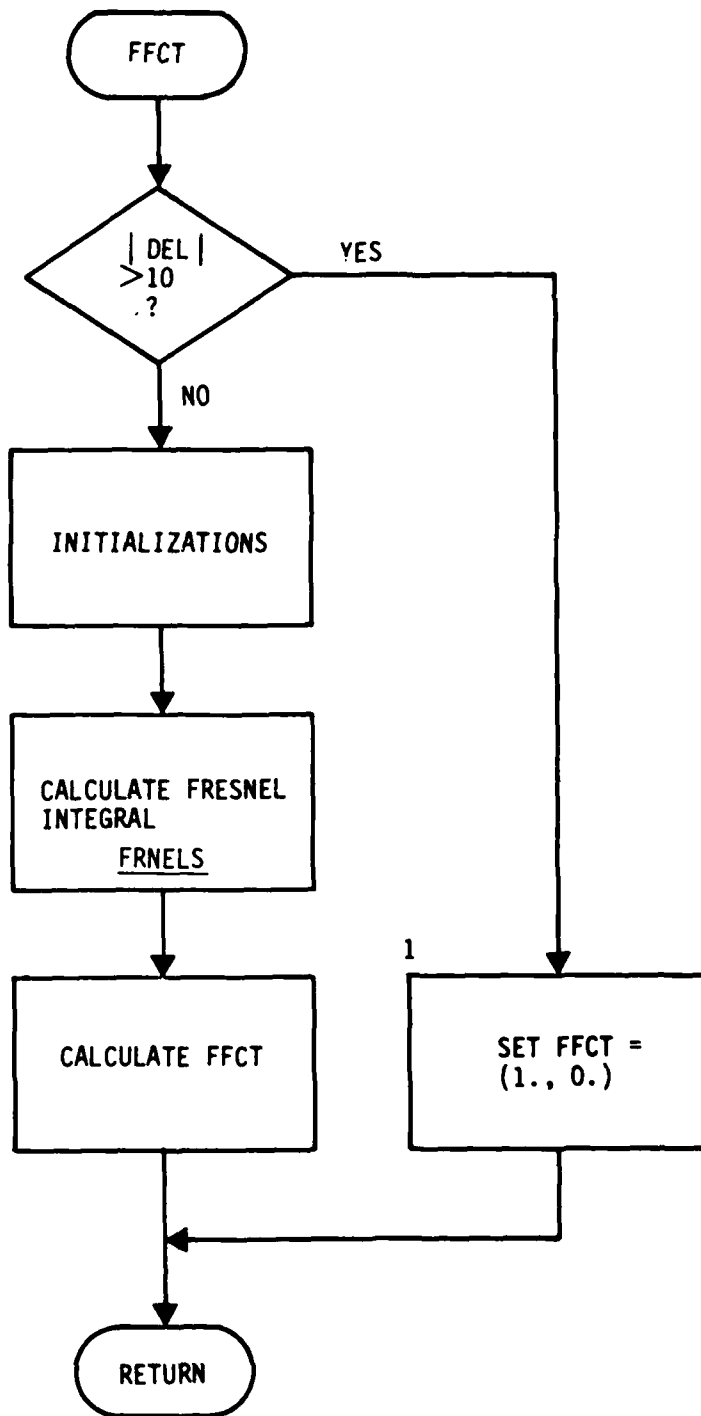 FFCT
| DEL |
>10
?
YES
NO
INITIALIZATIONS
CALCULATE FRESNEL
INTEGRAL
FRNELS
1
CALCULATE FFCT
SET FFCT =
(1., 0.)
RETURN